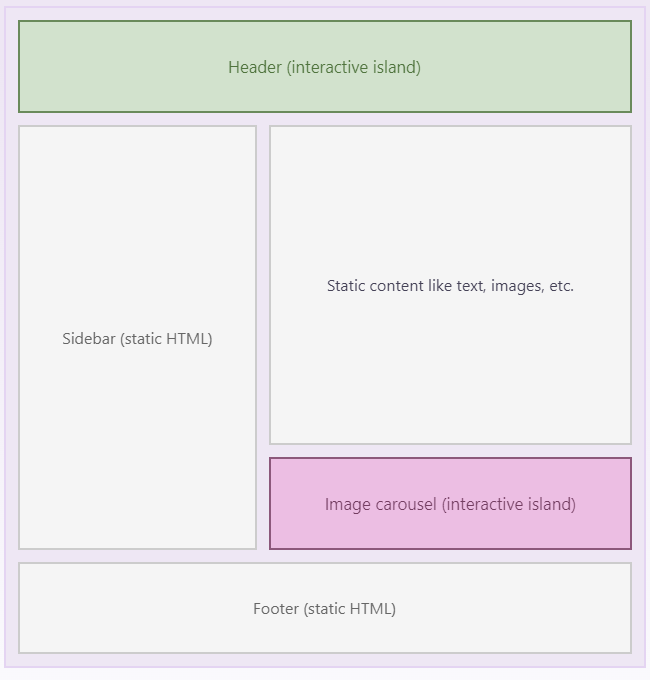 Header (interactive island)
Sidebar (static HTML)
Static content like text, images, etc.
Image carousel (interactive island)
Footer (static HTML)